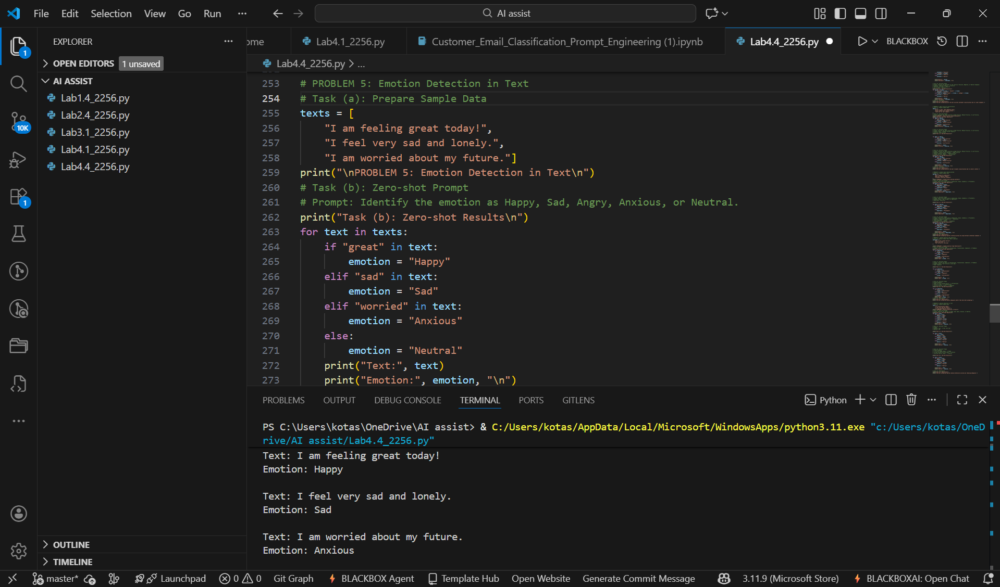 File Edit Selection View Go Run ··· AI assist
EXPLORER ···
1
OPEN EDITORS 1 unsaved
AI ASSIST
Lab1.4_2256.py
Lab2.4_2256.py
Lab3.1_2256.py
Lab4.1_2256.py
Lab4.4_2256.py
10K
1
OUTLINE
TIMELINE
ome Lab4.1_2256.py Customer_Email_Classification_Prompt_Engineering (1).ipynb Lab4.4_2256.py BLACKBOX
Lab4.4_2256.py > ...
253 # PROBLEM 5: Emotion Detection in Text
254 # Task (a): Prepare Sample Data
255 texts = [
256 "I am feeling great today!",
257 "I feel very sad and lonely.",
258 "I am worried about my future."]
259 print("\nPROBLEM 5: Emotion Detection in Text\n")
260 # Task (b): Zero-shot Prompt
261 # Prompt: Identify the emotion as Happy, Sad, Angry, Anxious, or Neutral.
262 print("Task (b): Zero-shot Results\n")
263 for text in texts:
264 if "great" in text:
265 emotion = "Happy"
266 elif "sad" in text:
267 emotion = "Sad"
268 elif "worried" in text:
269 emotion = "Anxious"
270 else:
271 emotion = "Neutral"
272 print("Text:", text)
273 print("Emotion:", emotion, "\n")
PROBLEMS OUTPUT DEBUG CONSOLE TERMINAL PORTS GITLENS Python
PS C:\Users\kotas\OneDrive\AI assist> & C:/Users/kotas/AppData/Local/Microsoft/WindowsApps/python3.11.exe "c:/Users/kotas/OneD
rive/AI assist/Lab4.4_2256.py"
Text: I am feeling great today!
Emotion: Happy
Text: I feel very sad and lonely.
Emotion: Sad
Text: I am worried about my future.
Emotion: Anxious
master* Launchpad 0 0 Git Graph BLACKBOX Agent Template Hub Open Website Generate Commit Message 3.11.9 (Microsoft Store) BLACKBOXAI: Open Chat